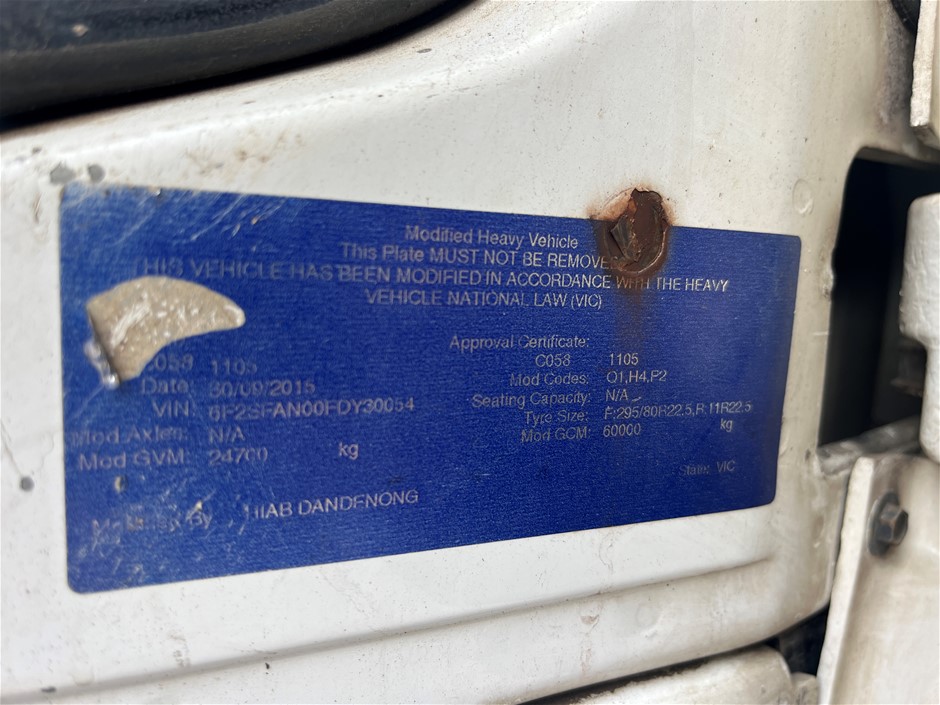 Modified Heavy Vehicle
This Plate MUST NOT BE REMOVED
THIS VEHICLE HAS BEEN MODIFIED IN ACCORDANCE WITH THE HEAVY
VEHICLE NATIONAL LAW (VIC)
Approval Certificate:
C058 1105 C058 1105
Date: 30/09/2015 Mod Codes: O1,H4,P2
VIN: 6F2SFAN00FDY30054 Seating Capacity: N/A
Mod Axles: N/A Tyre Size: F:295/80R22.5,R:11R22.5
Mod GVM: 24700 kg Mod GCM: 60000 kg
State: VIC
By HIAB DANDENONG